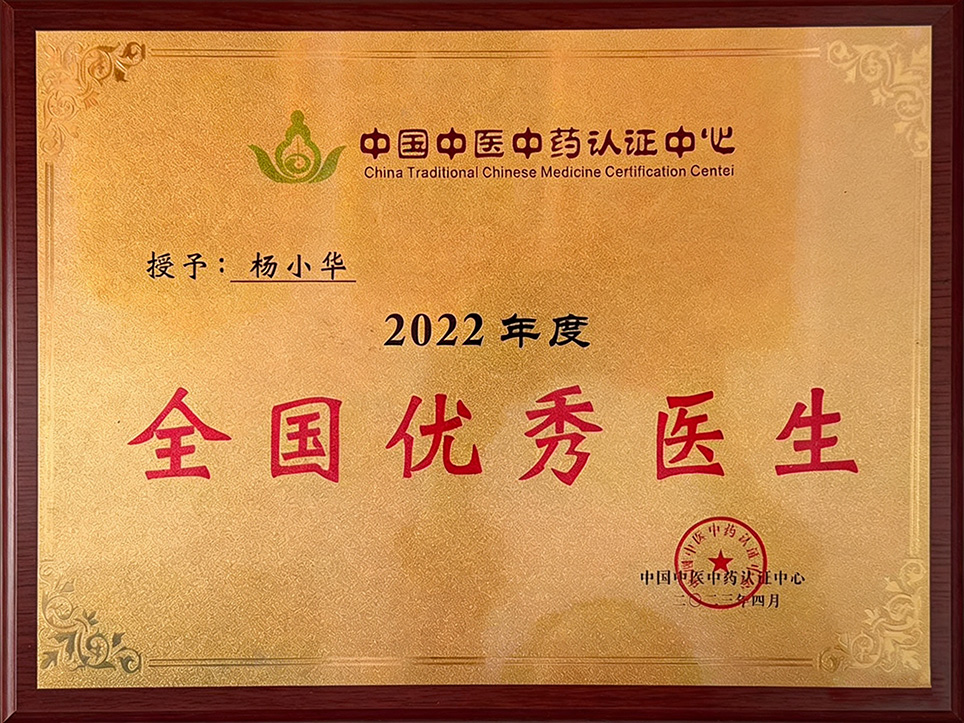 中国中医中药认证中心
China Traditional Chinese Medicine Certification Centei
授予：杨小华
2022年度
全国优秀医生
中国中医中药认证中心
二〇二三年四月